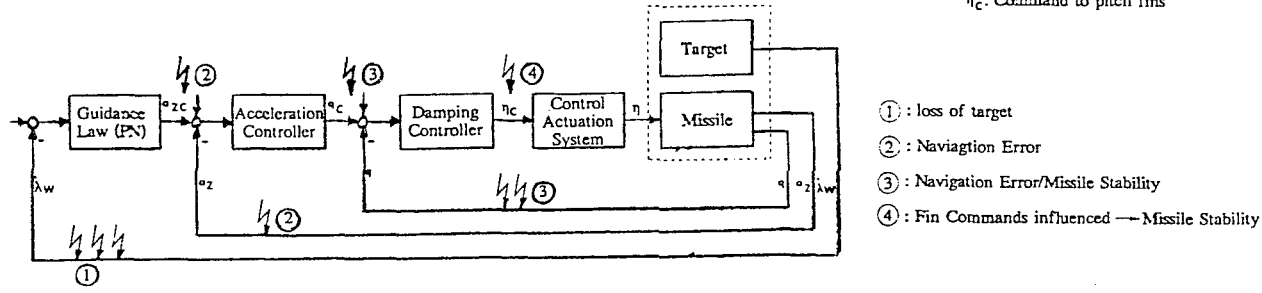 ηc: Command to pitch fins
Target
②
③
④
azc
qc
ηc
η
Guidance
Law (PN)
Acceleration
Controller
Damping
Controller
Control
Actuation
System
Missile
-
-
-
λ̇w
az
q
q
az
λ̇w
③
②
①
① : loss of target
② : Naviagtion Error
③ : Navigation Error/Missile Stability
④ : Fin Commands influenced → Missile Stability